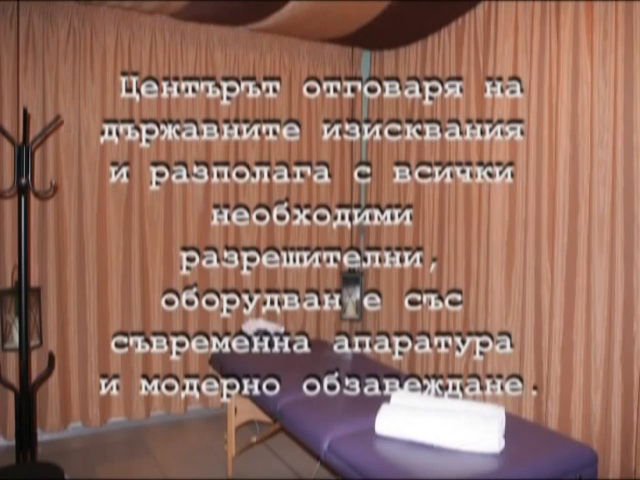 Центърът отговаря на
държавните изисквания
и разполага с всички
необходими
разрешителни,
оборудване със
съвременна апаратура
и модерно обзавеждане.